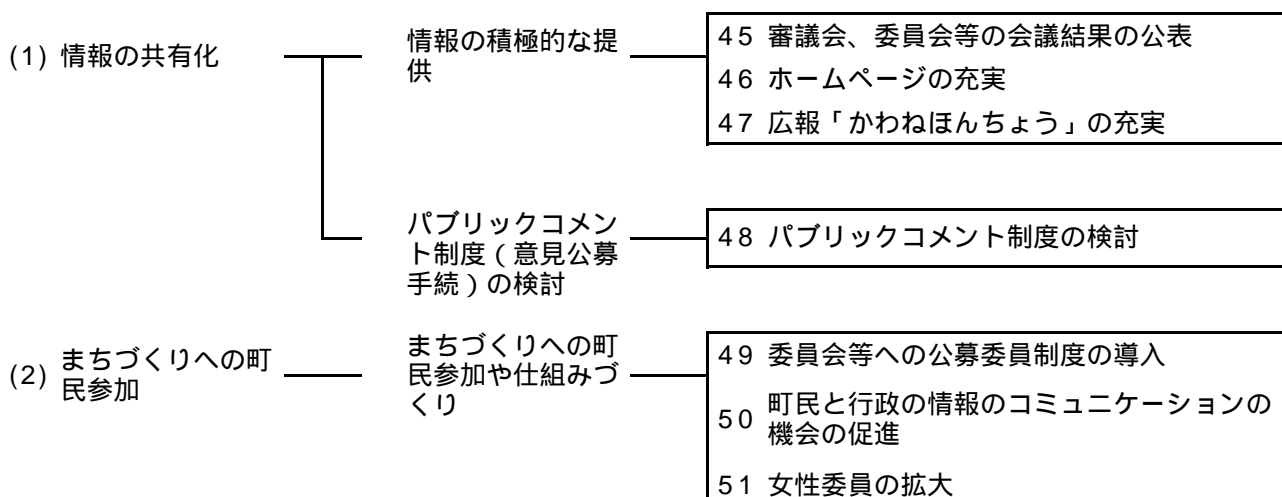 (1) 情報の共有化
情報の積極的な提
供
45 審議会、委員会等の会議結果の公表
46 ホームページの充実
47 広報「かわねほんちょう」の充実
パブリックコメン
ト制度(意見公募
手続)の検討
48 パブリックコメント制度の検討
(2) まちづくりへの町
民参加
まちづくりへの町
民参加や仕組みづ
くり
49 委員会等への公募委員制度の導入
50 町民と行政の情報のコミュニケーションの
機会の促進
51 女性委員の拡大